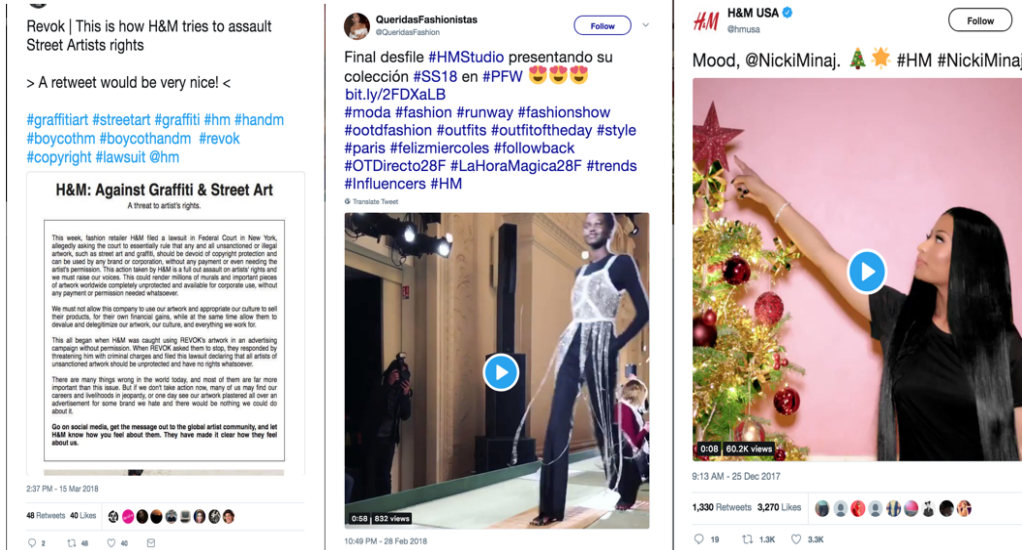 Revok | This is how H&M tries to assault
Street Artists rights
> A retweet would be very nice! <
#graffitiart #streetart #graffiti #hm #handm
#boycothm #boycothandm #revok
#copyright #lawsuit @hm
H&M: Against Graffiti & Street Art
A threat to artist's rights.
This week, fashion retailer H&M filed a lawsuit in Federal Court in New York,
allegedly asking the court to essentially rule that any and all unsanctioned or illegal
artwork, such as street art and graffiti, should be devoid of copyright protection and
can be used by any brand or corporation, without any payment or even needing the
artist's permission. This action taken by H&M is a full out assault on artists' rights and
we must raise our voices. This could render millions of murals and important pieces
of artwork worldwide completely unprotected and available for corporate use, without
any payment or permission needed whatsoever.
We must not allow this company to use our artwork and appropriate our culture to sell
their products, for their own financial gains, while at the same time allow them to
devalue and delegitimize our artwork, our culture, and everything we work for.
This all began when H&M was caught using REVOK's artwork in an advertising
campaign without permission. When REVOK asked them to stop, they responded by
threatening him with criminal charges and filed this lawsuit declaring that all artists of
unsanctioned artwork should be unprotected and have no rights whatsoever.
There are many things wrong in the world today, and most of them are far more
important than this issue. But if we don't take action now, many of us may find our
careers and livelihoods in jeopardy, or one day see our artwork plastered all over an
advertisement for some brand we hate and there would be nothing we could do
about it.
Go on social media, get the message out to the global artist community, and let
H&M know how you feel about them. They have made it clear how they feel
about us.
2:37 PM - 15 Mar 2018
48 Retweets 40 Likes
2 48 40
QueridasFashionistas
@QueridasFashion
Follow
Final desfile #HMStudio presentando su
colección #SS18 en #PFW 😍😍😍
bit.ly/2FDXaLB
#moda #fashion #runway #fashionshow
#ootdfashion #outfits #outfitoftheday #style
#paris #felizmiercoles #followback
#OTDirecto28F #LaHoraMagica28F #trends
#Influencers #HM
Translate Tweet
0:58 832 views
10:49 PM - 28 Feb 2018
H&M
H&M USA
@hmusa
Follow
Mood, @NickiMinaj. 🎄 🌟 #HM #NickiMinaj
0:08 60.2K views
9:13 AM - 25 Dec 2017
1,330 Retweets 3,270 Likes
19 1.3K 3.3K